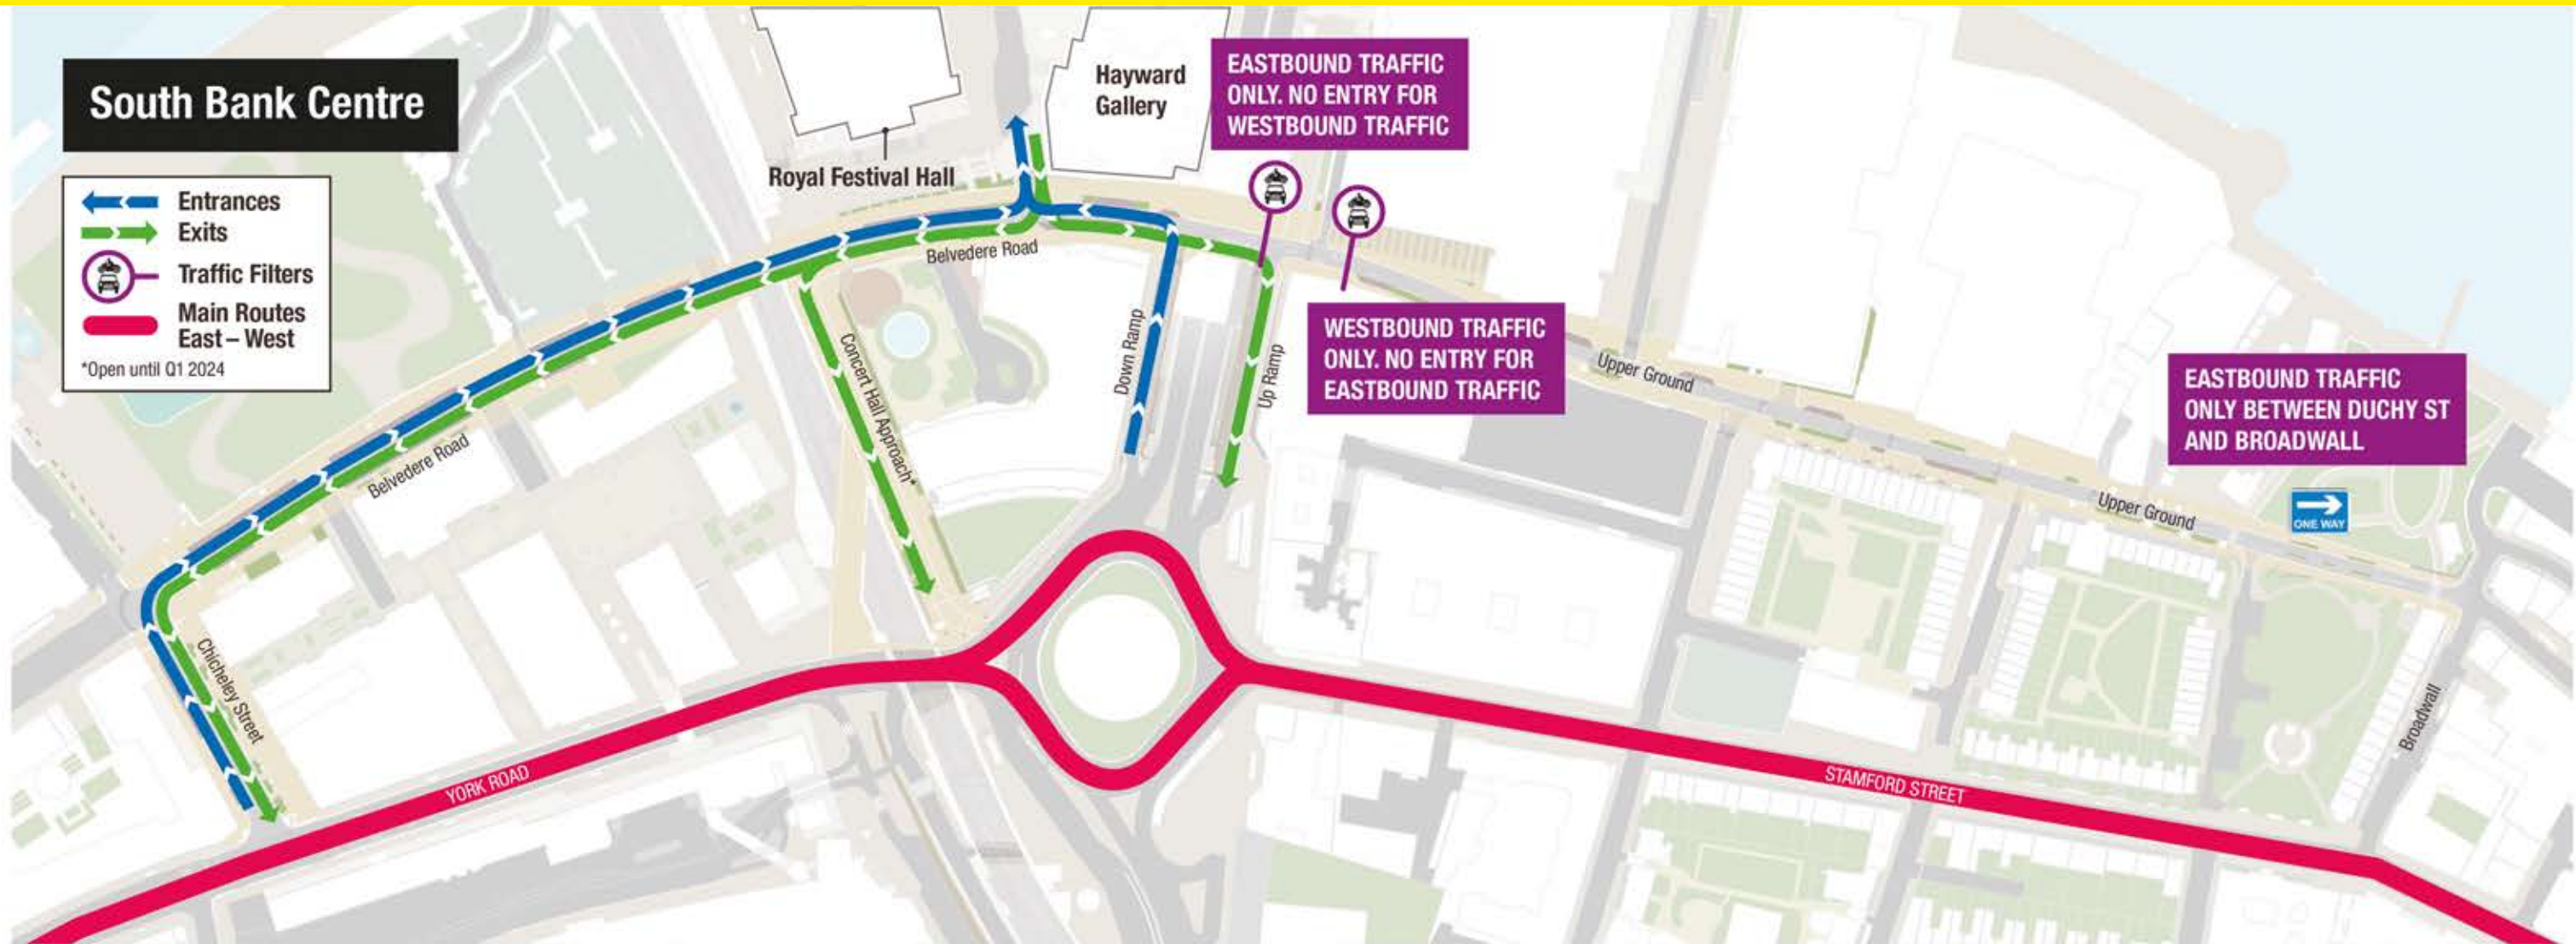 South Bank Centre
Entrances
Exits
Traffic Filters
Main Routes
East – West
*Open until Q1 2024
Royal Festival Hall
Hayward
Gallery
EASTBOUND TRAFFIC
ONLY. NO ENTRY FOR
WESTBOUND TRAFFIC
WESTBOUND TRAFFIC
ONLY. NO ENTRY FOR
EASTBOUND TRAFFIC
EASTBOUND TRAFFIC
ONLY BETWEEN DUCHY ST
AND BROADWALL
ONE WAY
Belvedere Road
Belvedere Road
Concert Hall Approach*
Down Ramp
Up Ramp
Upper Ground
Upper Ground
Chicheley Street
YORK ROAD
STAMFORD STREET
Broadwall